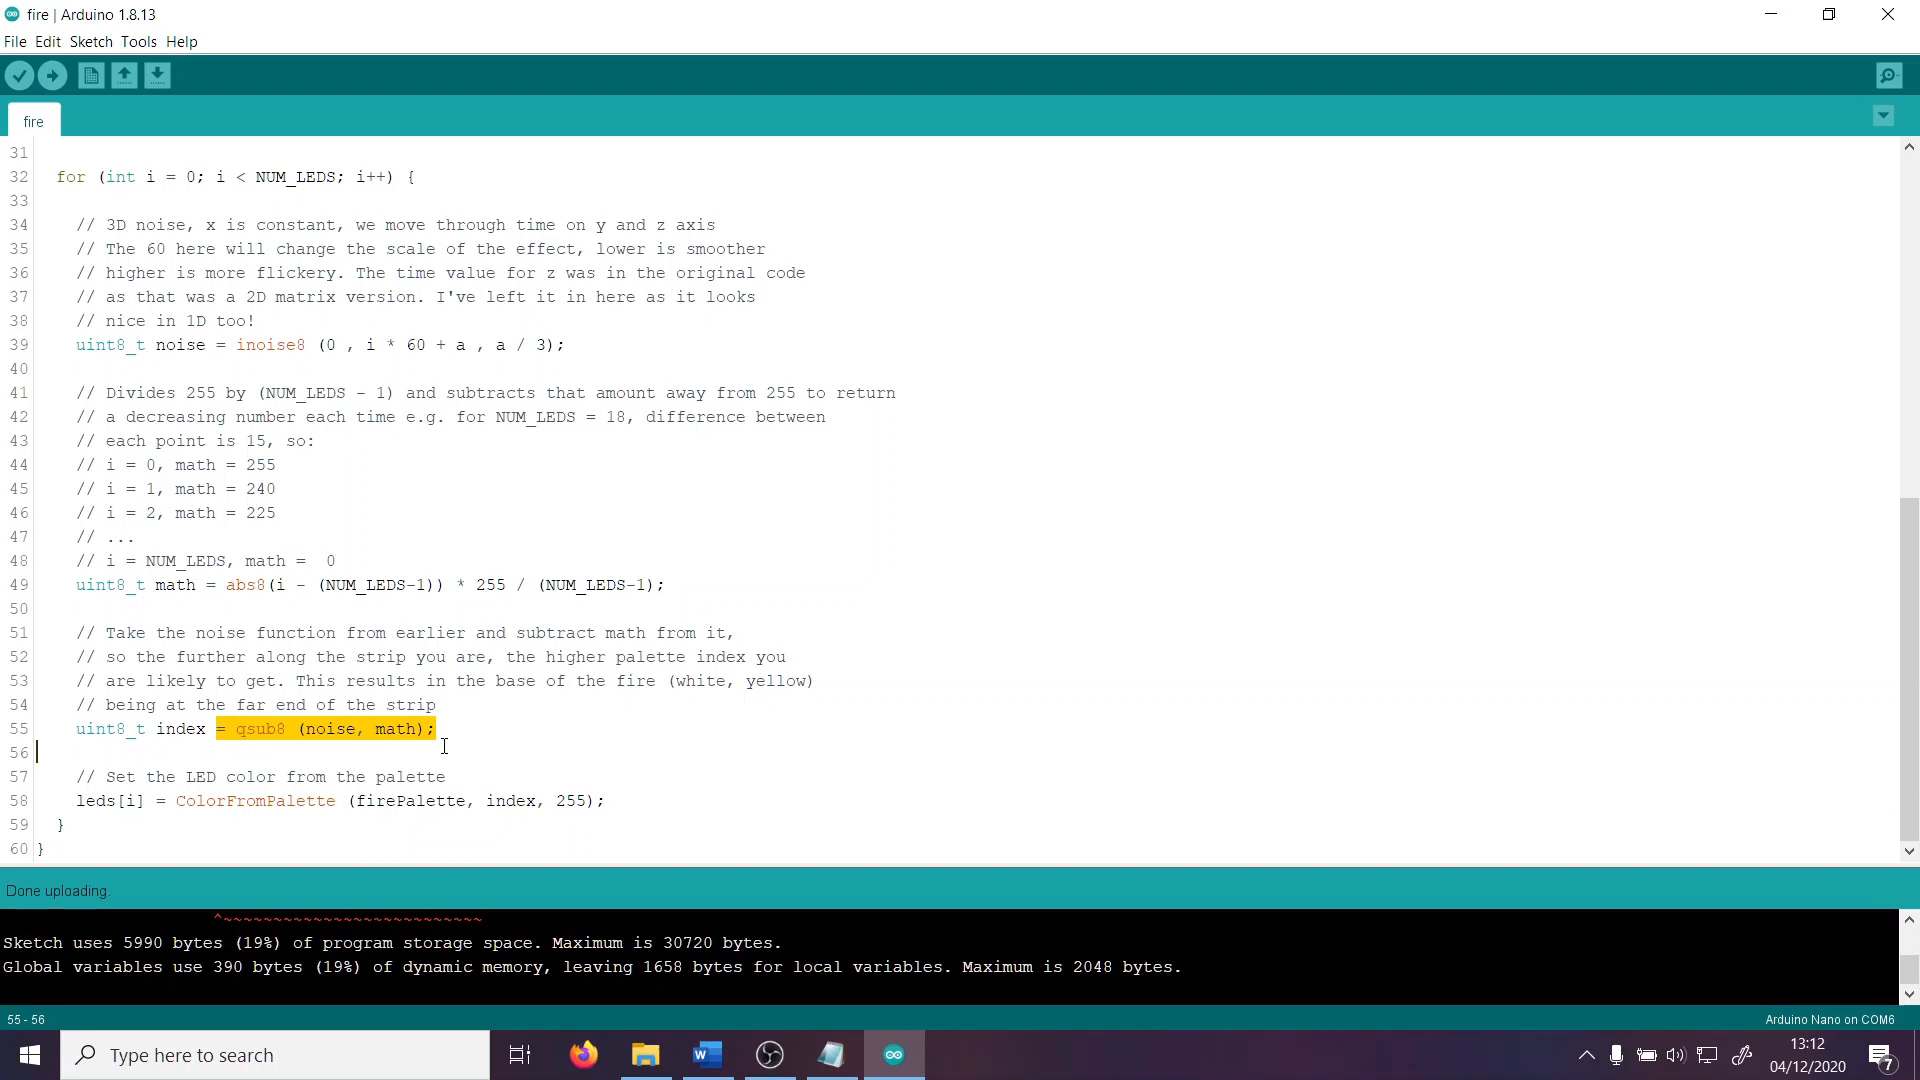 fire | Arduino 1.8.13
File Edit Sketch Tools Help
fire
31
32 for (int i = 0; i < NUM_LEDS; i++) {
33
34 // 3D noise, x is constant, we move through time on y and z axis
35 // The 60 here will change the scale of the effect, lower is smoother
36 // higher is more flickery. The time value for z was in the original code
37 // as that was a 2D matrix version. I've left it in here as it looks
38 // nice in 1D too!
39 uint8_t noise = inoise8 (0 , i * 60 + a , a / 3);
40
41 // Divides 255 by (NUM_LEDS - 1) and subtracts that amount away from 255 to return
42 // a decreasing number each time e.g. for NUM_LEDS = 18, difference between
43 // each point is 15, so:
44 // i = 0, math = 255
45 // i = 1, math = 240
46 // i = 2, math = 225
47 // ...
48 // i = NUM_LEDS, math =  0
49 uint8_t math = abs8(i - (NUM_LEDS-1)) * 255 / (NUM_LEDS-1);
50
51 // Take the noise function from earlier and subtract math from it,
52 // so the further along the strip you are, the higher palette index you
53 // are likely to get. This results in the base of the fire (white, yellow)
54 // being at the far end of the strip
55 uint8_t index = qsub8 (noise, math);
56
57 // Set the LED color from the palette
58 leds[i] = ColorFromPalette (firePalette, index, 255);
59 }
60 }
Done uploading.
^~~~~~~~~~~~~~~~~~~~~~~~~~~
Sketch uses 5990 bytes (19%) of program storage space. Maximum is 30720 bytes.
Global variables use 390 bytes (19%) of dynamic memory, leaving 1658 bytes for local variables. Maximum is 2048 bytes.
55 - 56 Arduino Nano on COM6
Type here to search
13:12
04/12/2020
7